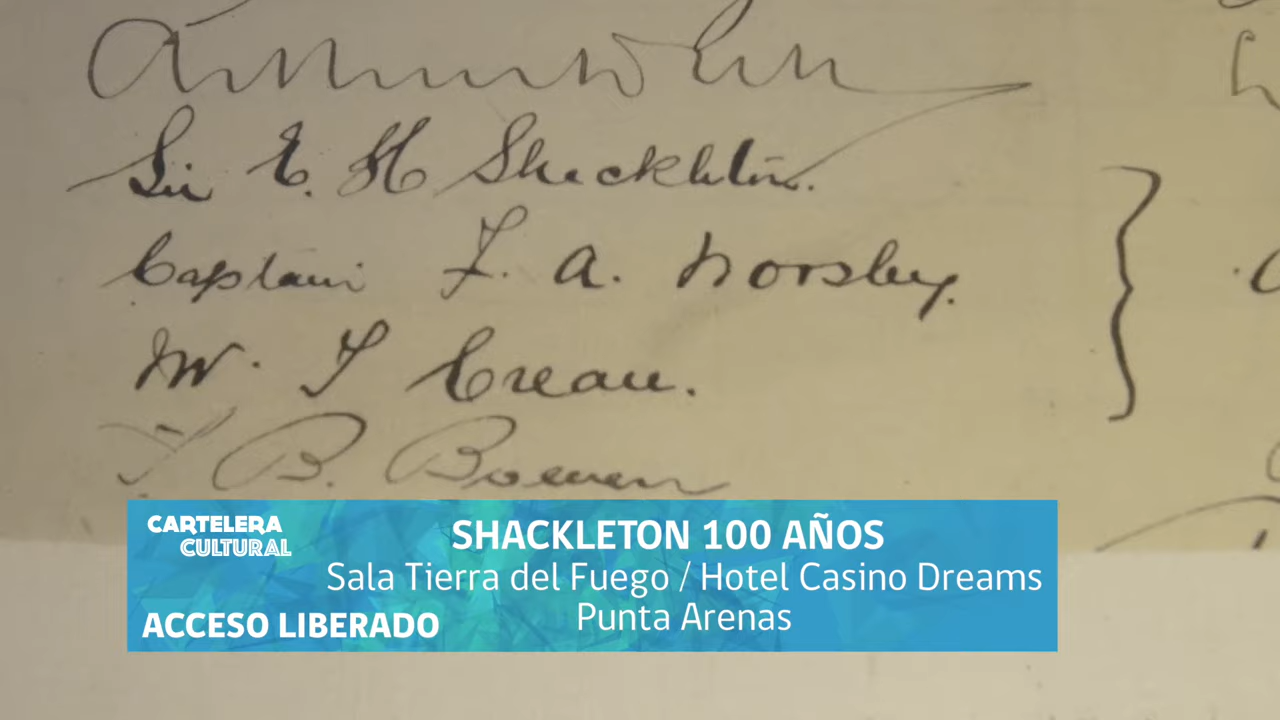 Sir E. H Shackleton.
Captain F. A. Worsley.
Mr. T Crean.
T. B. Bowen
CARTELERA
CULTURAL
SHACKLETON 100 AÑOS
Sala Tierra del Fuego / Hotel Casino Dreams
Punta Arenas
ACCESO LIBERADO